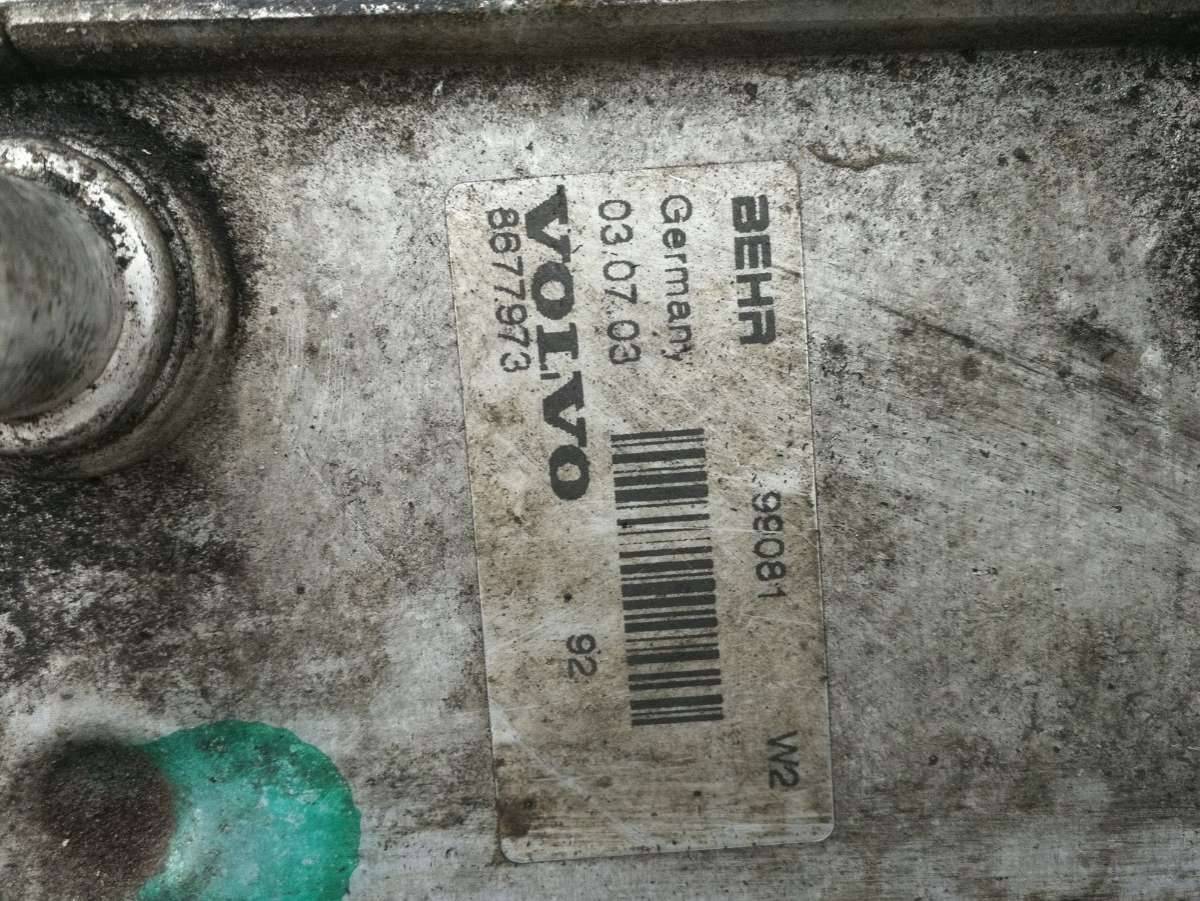 BEHR .99081 W2
Germany
03.07.03
VOLVO 92
8677973